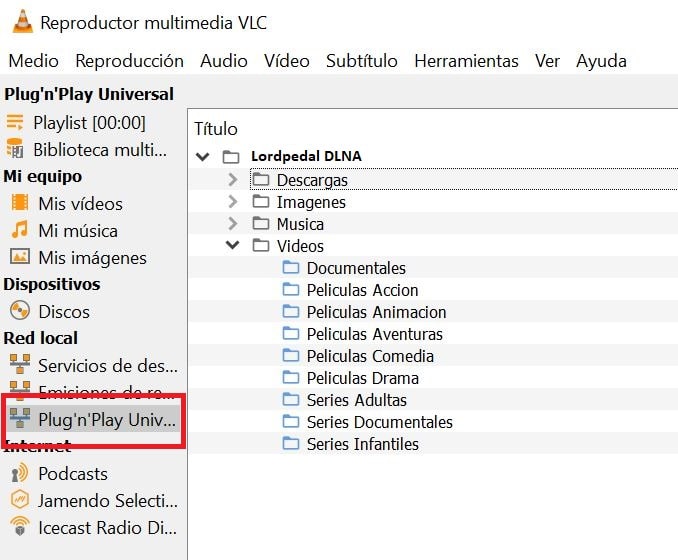 Reproductor multimedia VLC
Medio Reproducción Audio Vídeo Subtítulo Herramientas Ver Ayuda
Plug'n'Play Universal
Playlist [00:00]
Biblioteca multi...
Mi equipo
Mis vídeos
Mi música
Mis imágenes
Dispositivos
Discos
Red local
Servicios de des...
Emisiones de re...
Plug'n'Play Univ...
Internet
Podcasts
Jamendo Selecti...
Icecast Radio Di...
Título
Lordpedal DLNA
Descargas
Imagenes
Musica
Videos
Documentales
Peliculas Accion
Peliculas Animacion
Peliculas Aventuras
Peliculas Comedia
Peliculas Drama
Series Adultas
Series Documentales
Series Infantiles